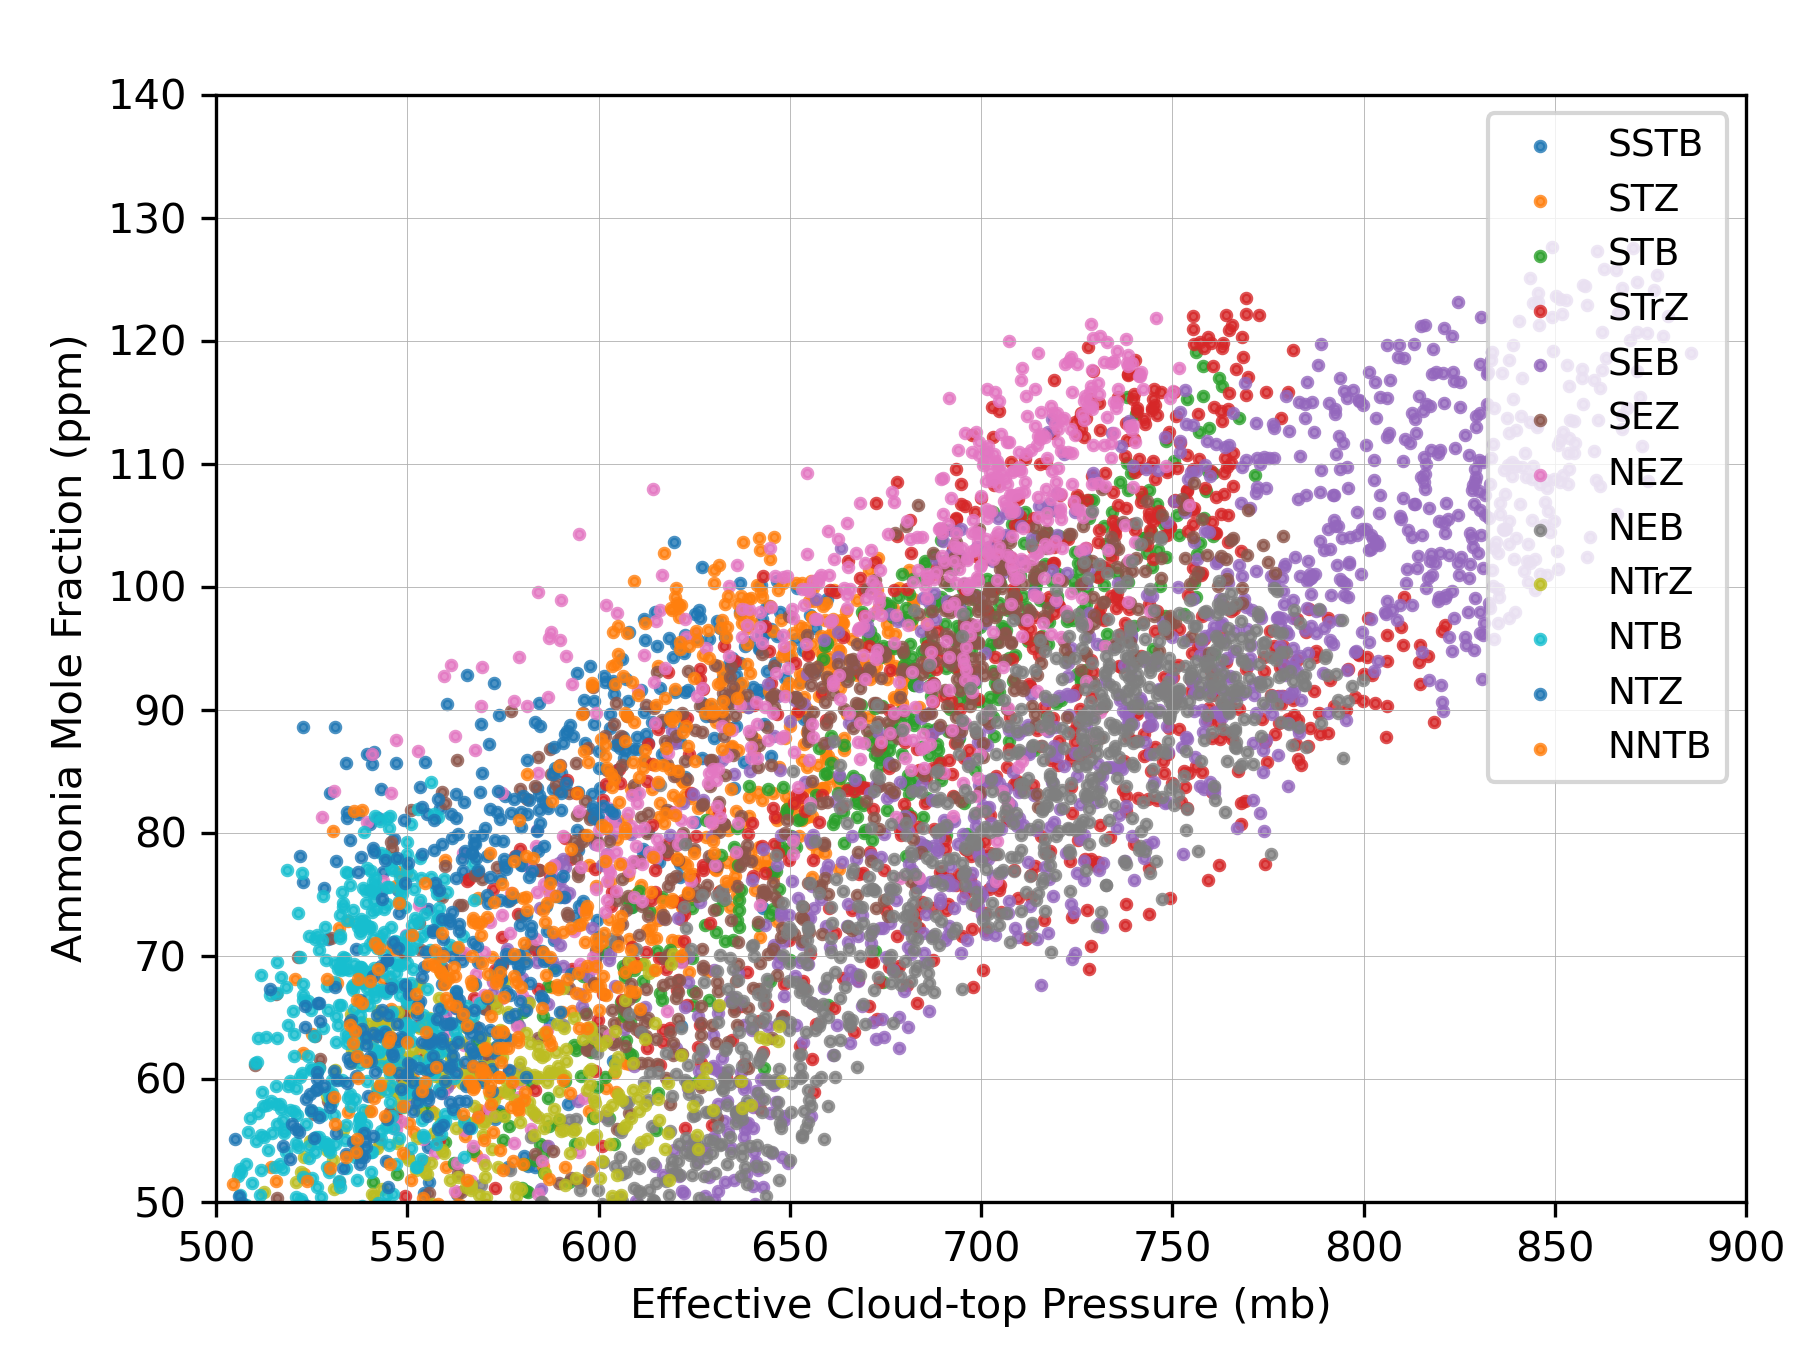 140
130
120
110
100
90
80
70
60
50
Ammonia Mole Fraction (ppm)
500 550 600 650 700 750 800 850 900
Effective Cloud-top Pressure (mb)
SSTB
STZ
STB
STrZ
SEB
SEZ
NEZ
NEB
NTrZ
NTB
NTZ
NNTB